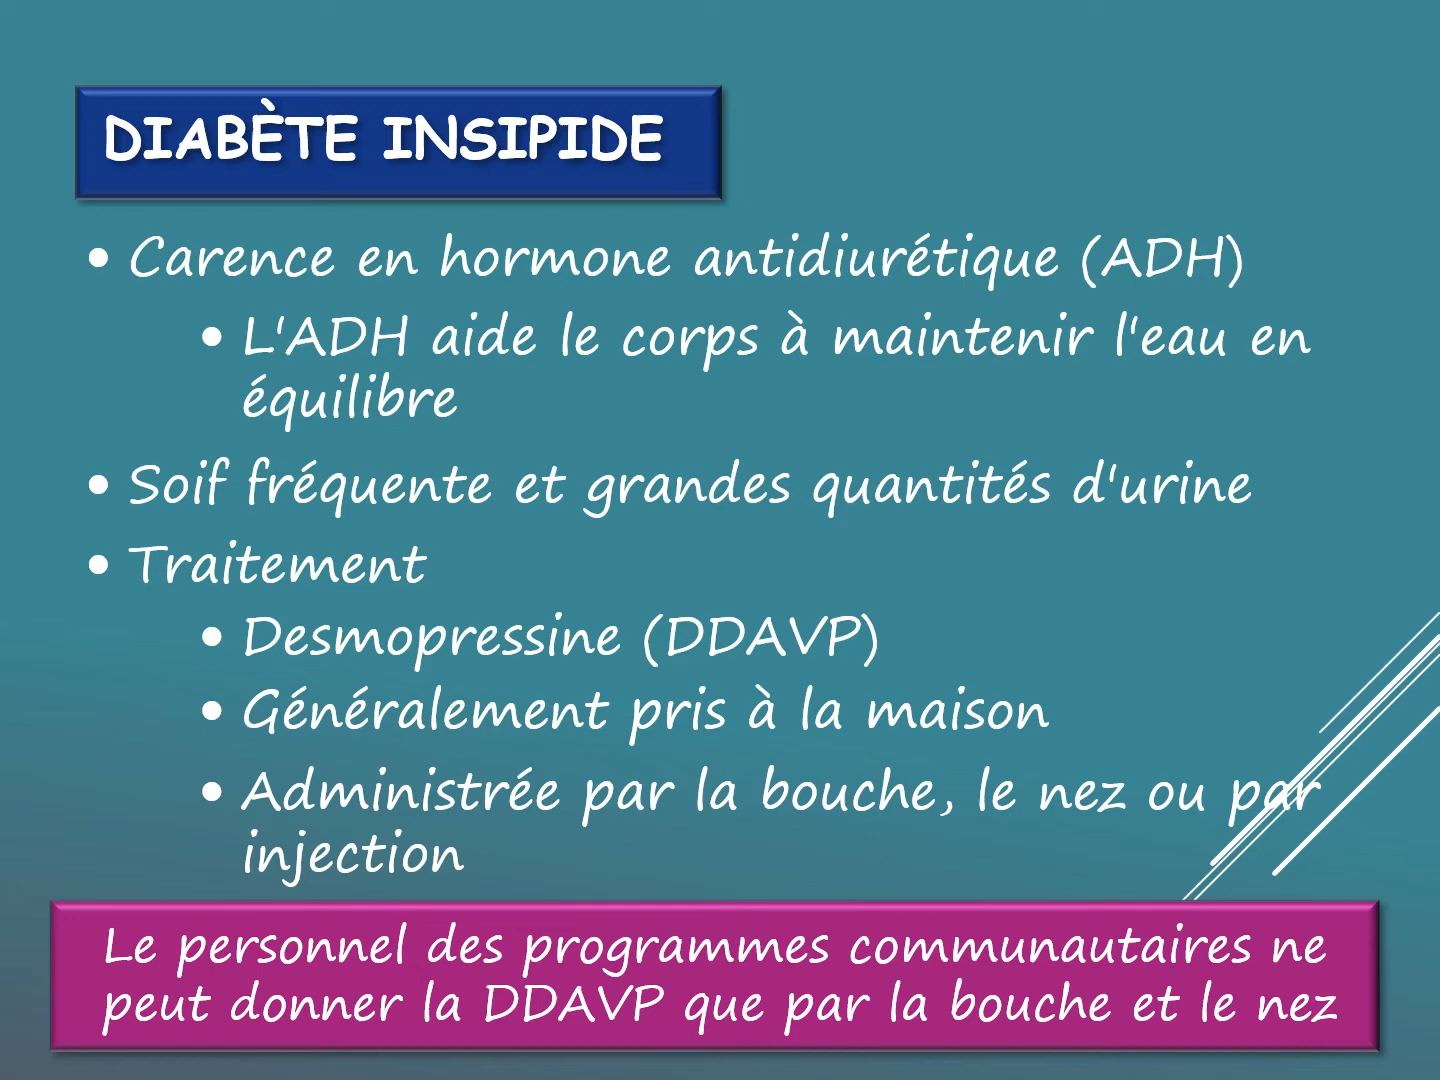 DIABÈTE INSIPIDE
• Carence en hormone antidiurétique (ADH)
• L'ADH aide le corps à maintenir l'eau en
équilibre
• Soif fréquente et grandes quantités d'urine
• Traitement
• Desmopressine (DDAVP)
• Généralement pris à la maison
• Administrée par la bouche, le nez ou par
injection
Le personnel des programmes communautaires ne
peut donner la DDAVP que par la bouche et le nez